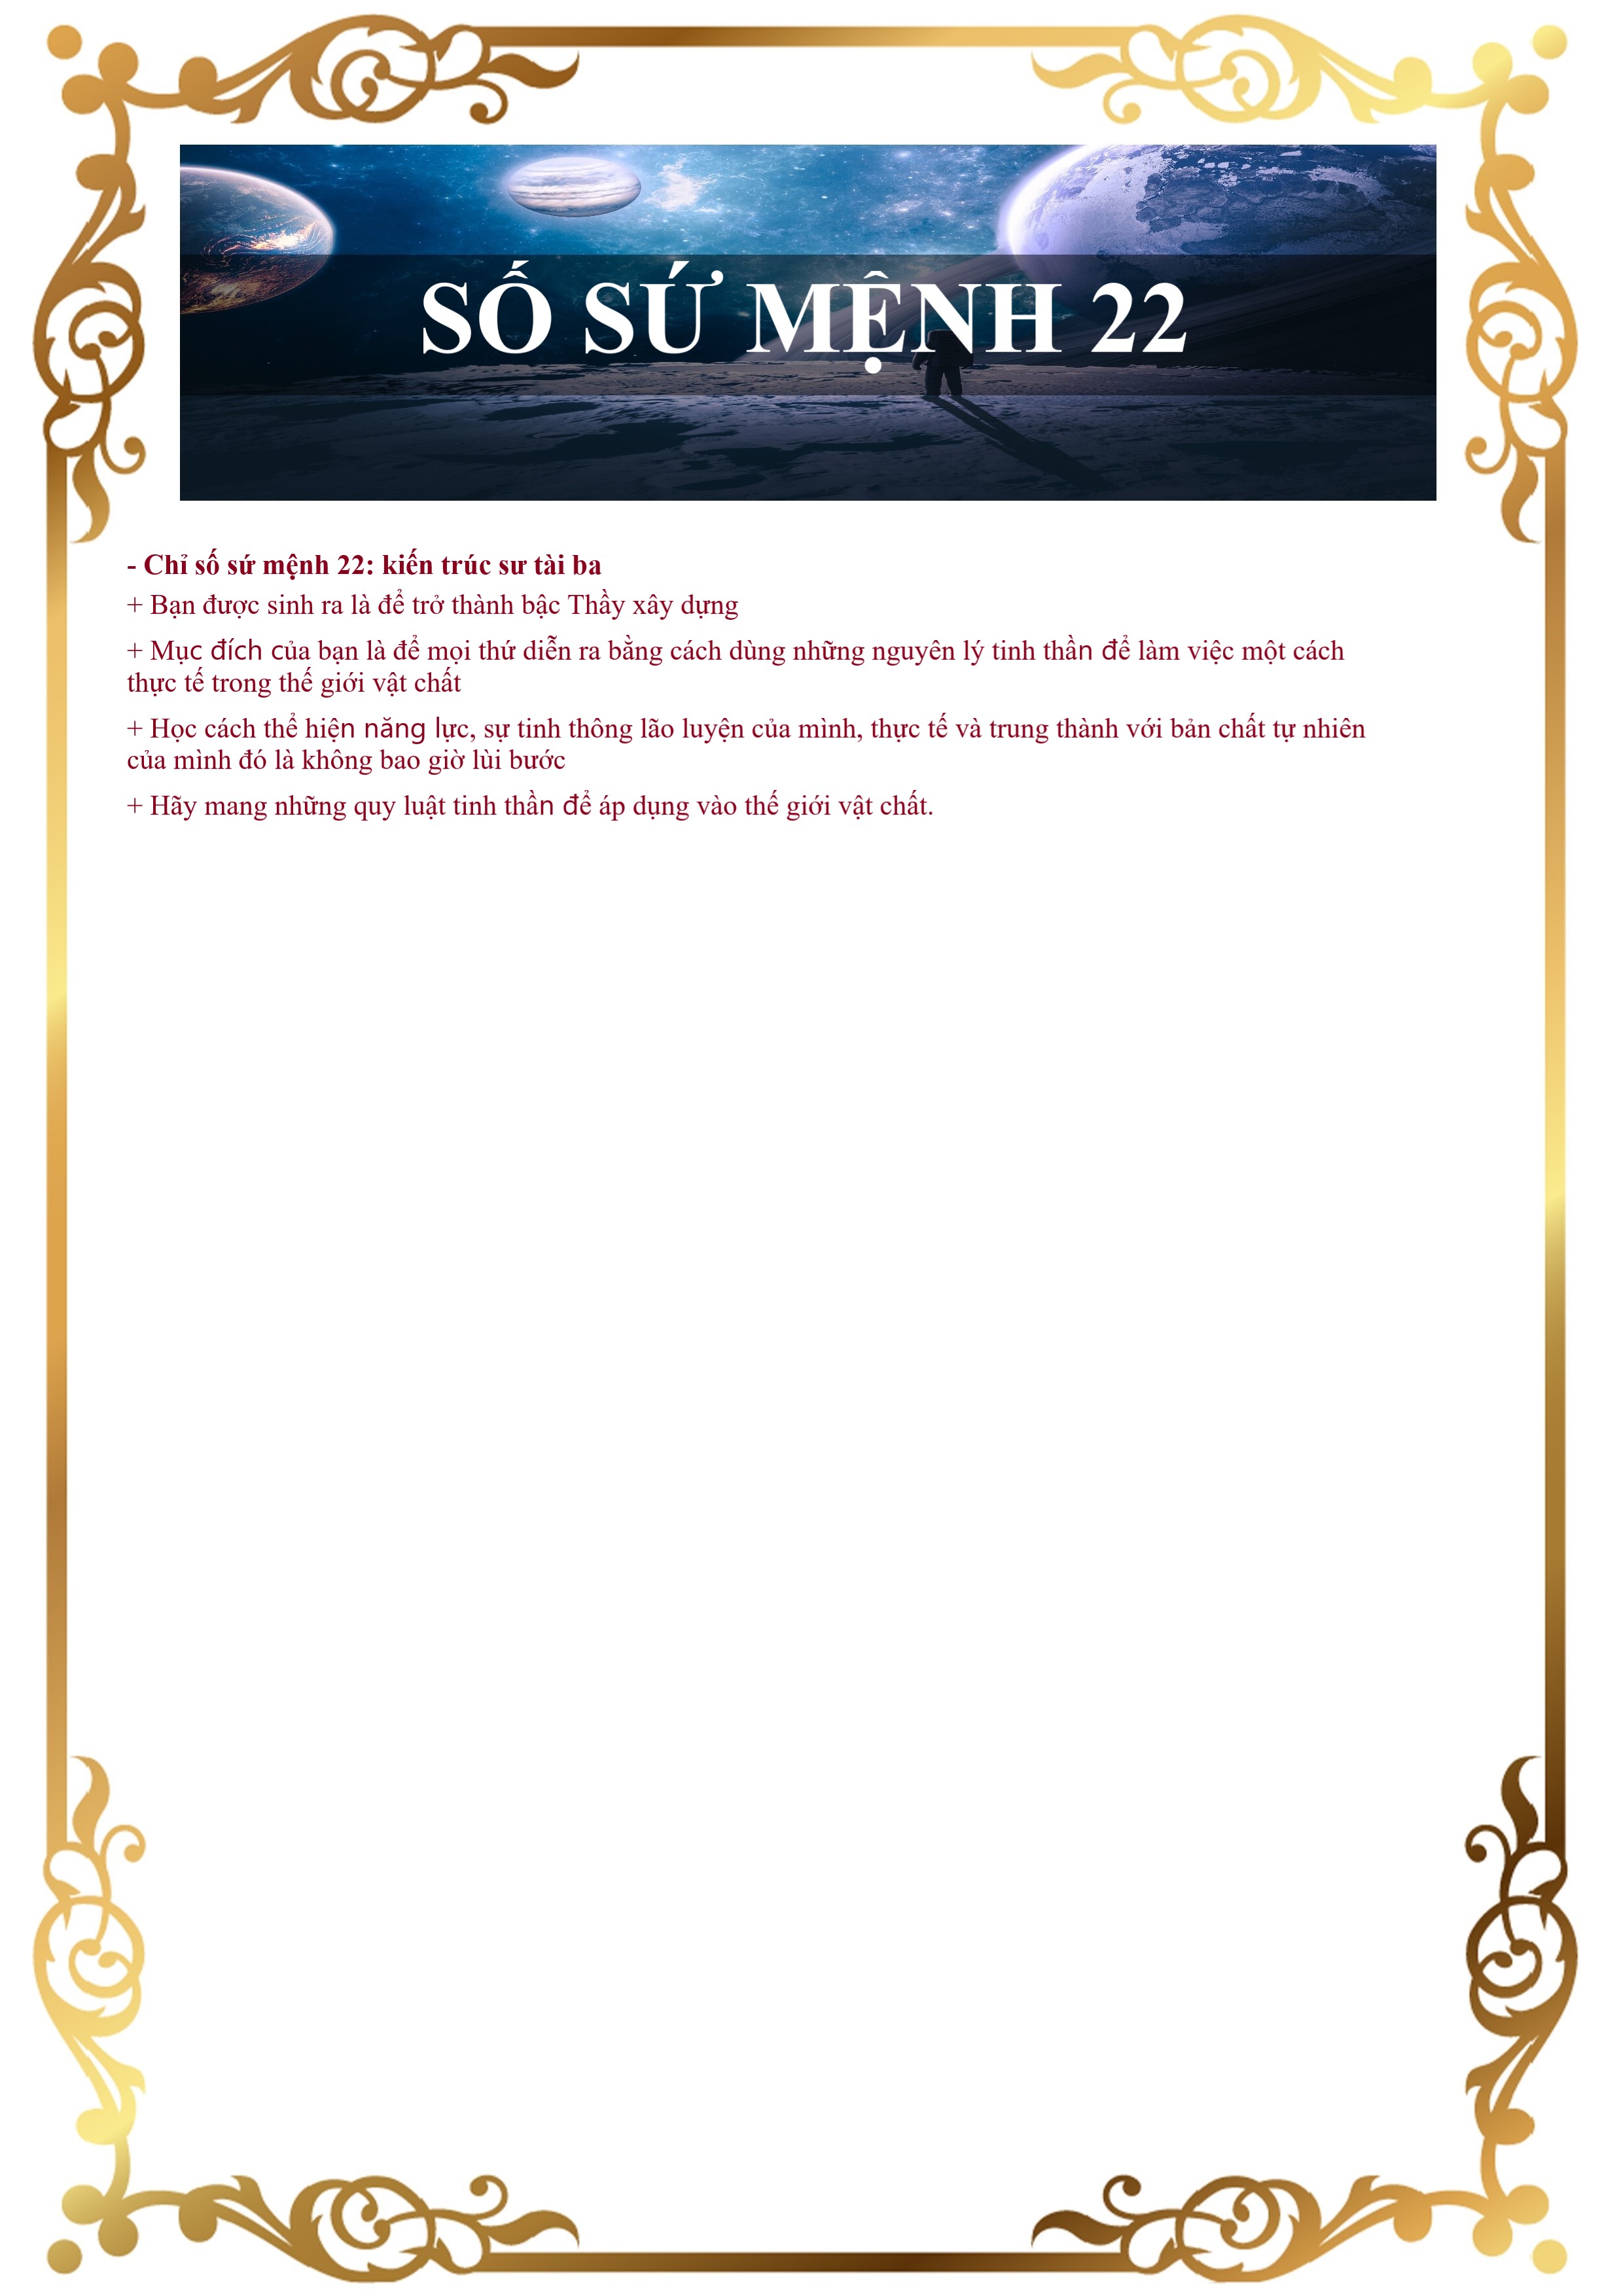 SỐ SỨ MỆNH 22
- Chỉ số sứ mệnh 22: kiến trúc sư tài ba
+ Bạn được sinh ra là để trở thành bậc Thầy xây dựng
+ Mục đích của bạn là để mọi thứ diễn ra bằng cách dùng những nguyên lý tinh thần để làm việc một cách
thực tế trong thế giới vật chất
+ Học cách thể hiện năng lực, sự tinh thông lão luyện của mình, thực tế và trung thành với bản chất tự nhiên
của mình đó là không bao giờ lùi bước
+ Hãy mang những quy luật tinh thần để áp dụng vào thế giới vật chất.